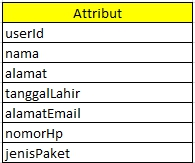 Attribut
userId
nama
alamat
tanggalLahir
alamatEmail
nomorHp
jenisPaket